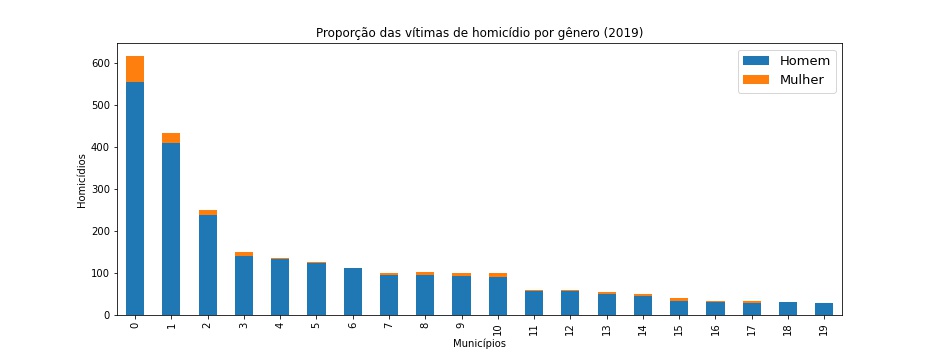 Proporção das vítimas de homicídio por gênero (2019)
Homem
Mulher
Homicídios
600
500
400
300
200
100
0
0 1 2 3 4 5 6 7 8 9 10 11 12 13 14 15 16 17 18 19
Municípios